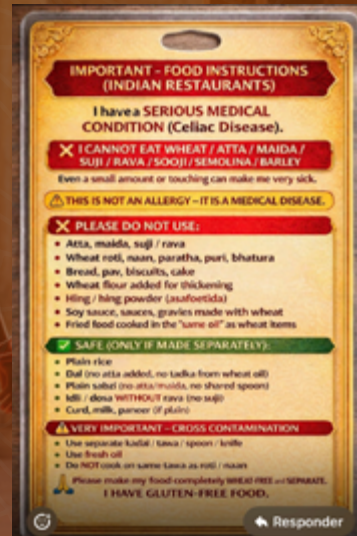 IMPORTANT – FOOD INSTRUCTIONS
(INDIAN RESTAURANTS)
I have a SERIOUS MEDICAL
CONDITION (Celiac Disease).
I CANNOT EAT WHEAT / ATTA / MAIDA /
SUJI / RAVA / SOOJI / SEMOLINA / BARLEY
Even a small amount or touching can make me very sick.
THIS IS NOT AN ALLERGY – IT IS A MEDICAL DISEASE.
PLEASE DO NOT USE:
• Atta, maida, suji / rava
• Wheat roti, naan, paratha, puri, bhatura
• Bread, pav, biscuits, cake
• Wheat flour added for thickening
• Hing / hing powder (asafoetida)
• Soy sauce, sauces, gravies made with wheat
• Fried food cooked in the "same oil" as wheat items
SAFE (ONLY IF MADE SEPARATELY):
• Plain rice
• Dal (no atta added, no tadka from wheat oil)
• Plain sabzi (no atta/maida, no shared spoon)
• Idli / dosa WITHOUT rava (no suji)
• Curd, milk, paneer (if plain)
VERY IMPORTANT – CROSS CONTAMINATION
• Use separate kadai / tawa / spoon / knife
• Use fresh oil
• Do NOT cook on same tawa as roti / naan
Please make my food completely WHEAT-FREE and SEPARATE.
I HAVE GLUTEN-FREE FOOD.
Responder